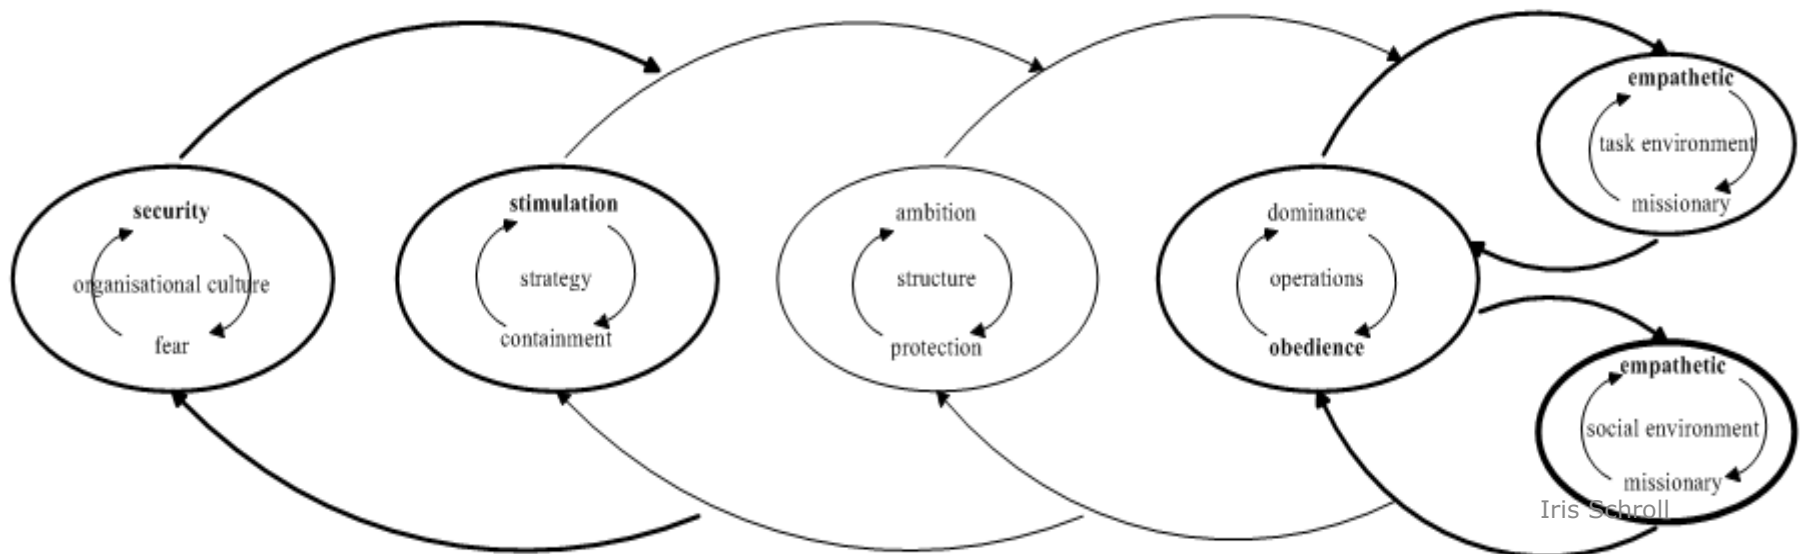 security
organisational culture
fear
stimulation
strategy
containment
ambition
structure
protection
dominance
operations
obedience
empathetic
task environment
missionary
empathetic
social environment
missionary
Iris Schroll